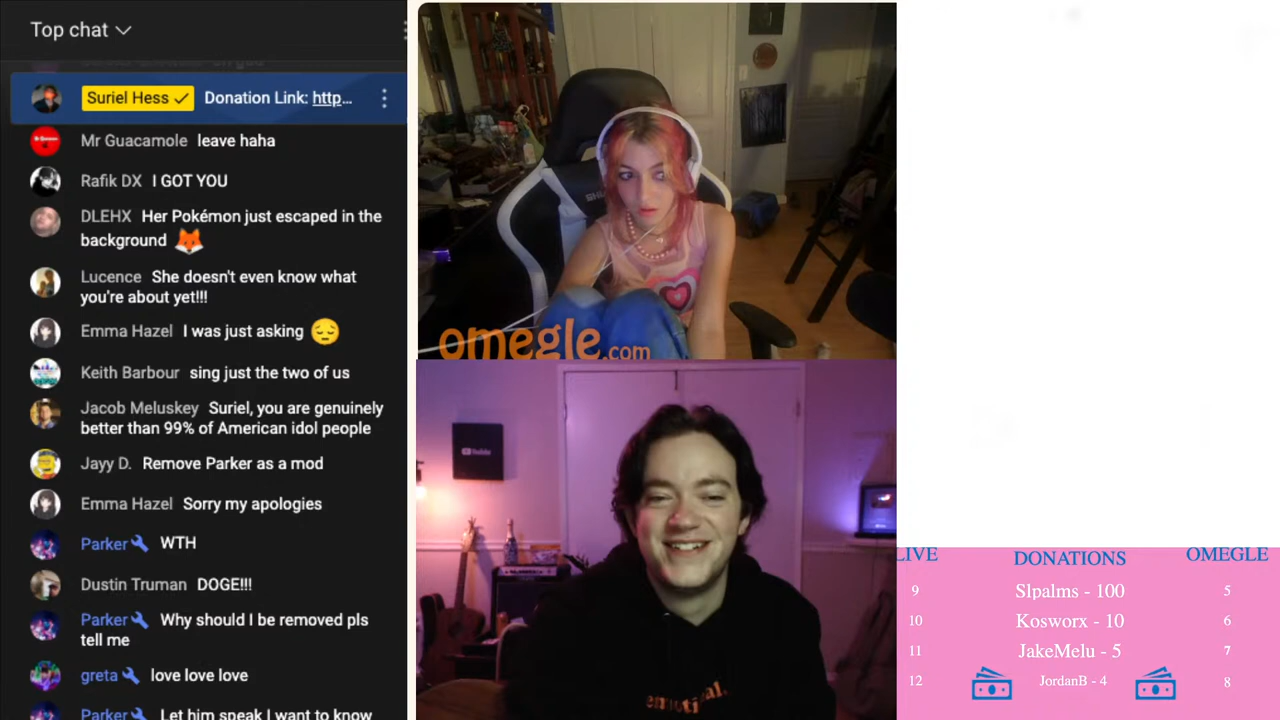 Top chat
Suriel Hess Donation Link: http...
Mr Guacamole leave haha
Rafik DX I GOT YOU
DLEHX Her Pokémon just escaped in the
background
Lucence She doesn't even know what
you're about yet!!!
Emma Hazel I was just asking
Keith Barbour sing just the two of us
Jacob Meluskey Suriel, you are genuinely
better than 99% of American idol people
Jayy D. Remove Parker as a mod
Emma Hazel Sorry my apologies
Parker WTH
Dustin Truman DOGE!!!
Parker Why should I be removed pls
tell me
greta love love love
Parker Let him speak I want to know
omegle.com
YouTube
emotional.
LIVE DONATIONS OMEGLE
9 Slpalms - 100 5
10 Kosworx - 10 6
11 JakeMelu - 5 7
12 JordanB - 4 8